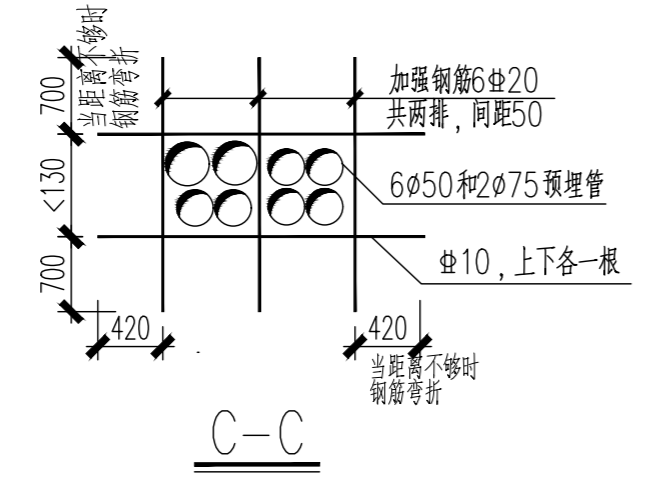 当距离不够时
钢筋弯折
700
<130
700
加强钢筋6⏀20
共两排，间距50
6ø50和2ø75预埋管
⏀10，上下各一根
420
420
当距离不够时
钢筋弯折
C-C